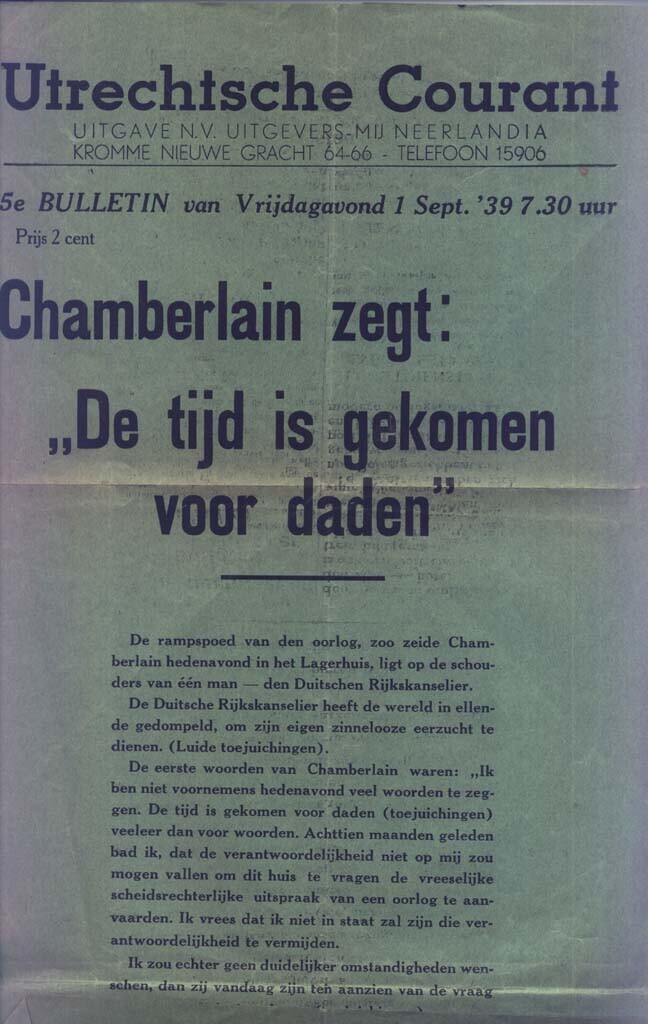 Utrechtsche Courant
UITGAVE N.V. UITGEVERS-MIJ NEERLANDIA
KROMME NIEUWE GRACHT 64-66 - TELEFOON 15906
5e BULLETIN van Vrijdagavond 1 Sept. '39 7.30 uur
Prijs 2 cent
Chamberlain zegt:
„De tijd is gekomen
voor daden”
De rampspoed van den oorlog, zoo zeide Cham-
berlain hedenavond in het Lagerhuis, ligt op de schou-
ders van één man — den Duitschen Rijkskanselier.
De Duitsche Rijkskanselier heeft de wereld in ellen-
de gedompeld, om zijn eigen zinnelooze eerzucht te
dienen. (Luide toejuichingen).
De eerste woorden van Chamberlain waren: „Ik
ben niet voornemens hedenavond veel woorden te zeg-
gen. De tijd is gekomen voor daden (toejuichingen)
veeleer dan voor woorden. Achttien maanden geleden
bad ik, dat de verantwoordelijkheid niet op mij zou
mogen vallen om dit huis te vragen de vreeselijke
scheidsrechterlijke uitspraak van een oorlog te aan-
vaarden. Ik vrees dat ik niet in staat zal zijn die ver-
antwoordelijkheid te vermijden.
Ik zou echter geen duidelijker omstandigheden wen-
schen, dan zij vandaag zijn ten aanzien van de vraag